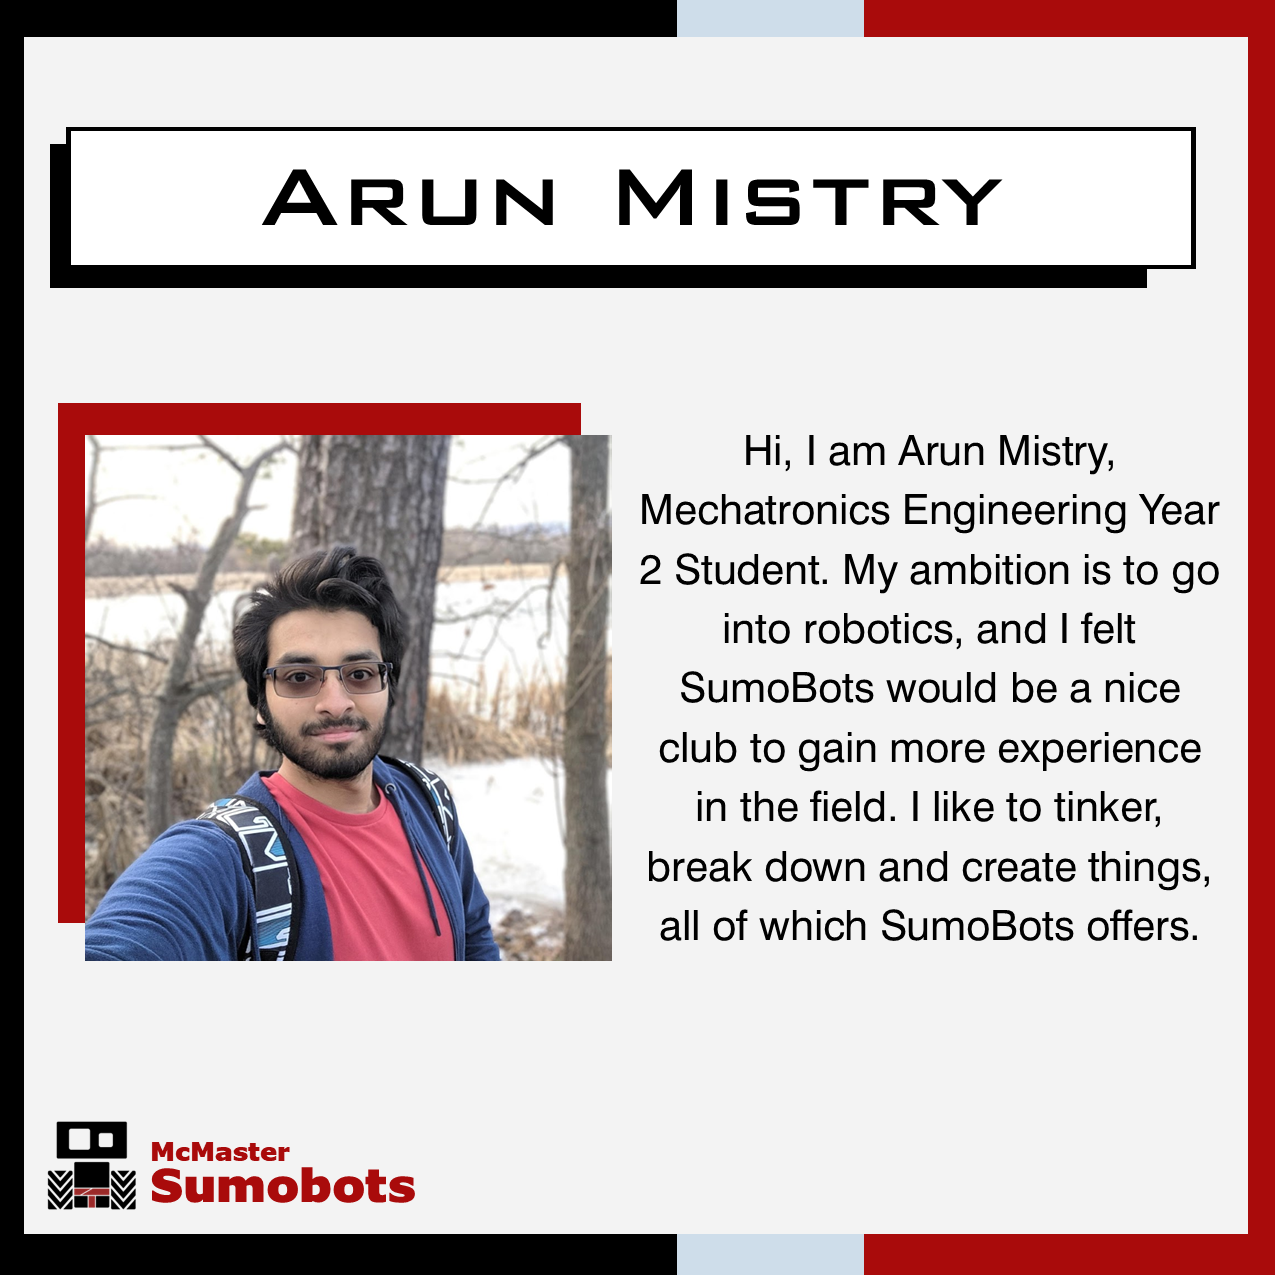 ARUN MISTRY
Hi, I am Arun Mistry,
Mechatronics Engineering Year
2 Student. My ambition is to go
into robotics, and I felt
SumoBots would be a nice
club to gain more experience
in the field. I like to tinker,
break down and create things,
all of which SumoBots offers.
McMaster
Sumobots